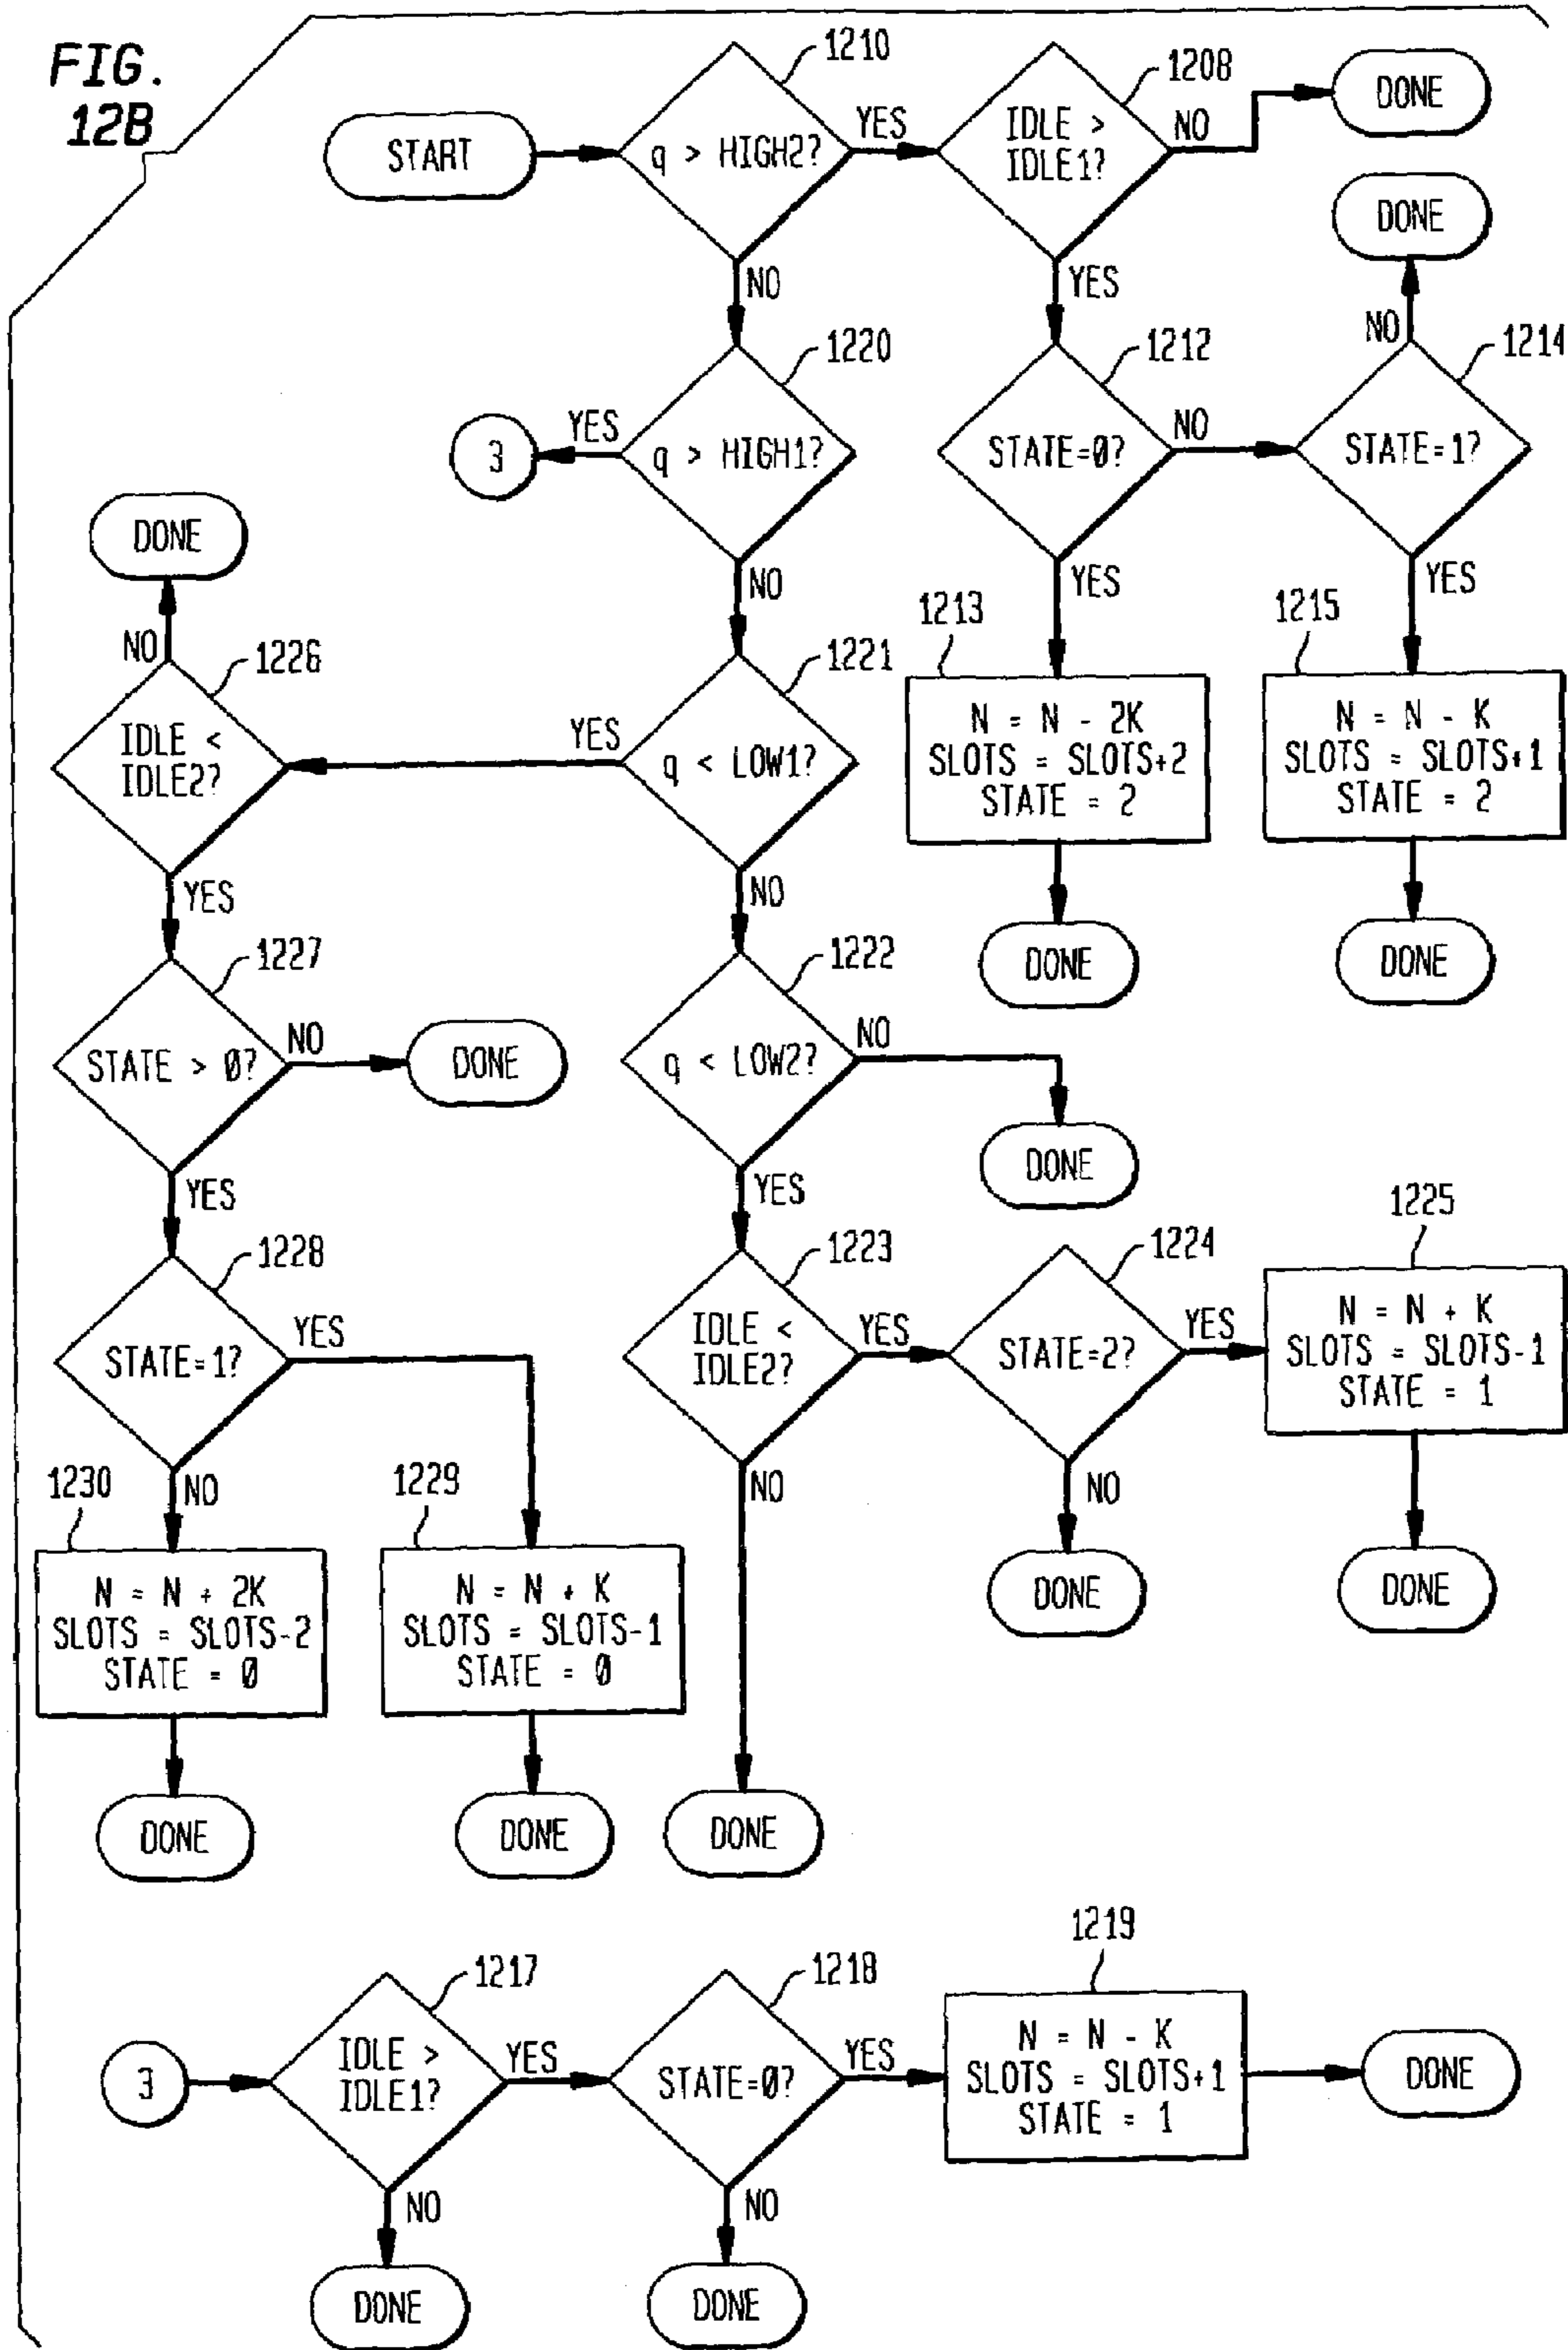 FIG.
12B
START
1210
q > HIGH2?
YES
NO
1208
IDLE >
IDLE1?
NO
DONE
YES
DONE
1220
q > HIGH1?
YES
3
NO
1212
STATE=0?
NO
YES
1214
STATE=1?
NO
YES
1213
N = N - 2K
SLOTS = SLOTS+2
STATE = 2
DONE
1215
N = N - K
SLOTS = SLOTS+1
STATE = 2
DONE
1221
q < LOW1?
YES
NO
DONE
NO
1226
IDLE <
IDLE2?
YES
1227
STATE > 0?
NO
DONE
YES
1222
q < LOW2?
NO
DONE
YES
1228
STATE=1?
YES
NO
1223
IDLE <
IDLE2?
YES
NO
1224
STATE=2?
YES
NO
DONE
1225
N = N + K
SLOTS = SLOTS-1
STATE = 1
DONE
1230
N = N + 2K
SLOTS = SLOTS-2
STATE = 0
DONE
1229
N = N + K
SLOTS = SLOTS-1
STATE = 0
DONE
DONE
3
1217
IDLE >
IDLE1?
YES
NO
DONE
1218
STATE=0?
YES
NO
DONE
1219
N = N - K
SLOTS = SLOTS+1
STATE = 1
DONE